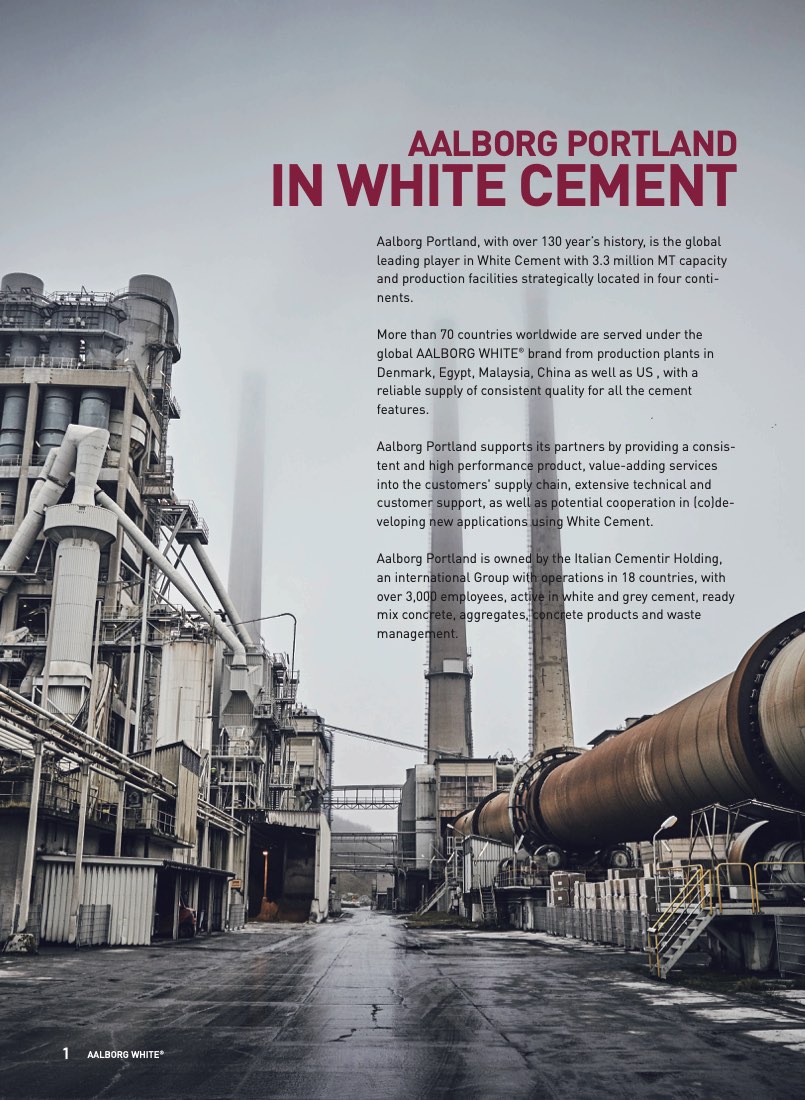 AALBORG PORTLAND
IN WHITE CEMENT
Aalborg Portland, with over 130 year's history, is the global
leading player in White Cement with 3.3 million MT capacity
and production facilities strategically located in four conti-
nents.
More than 70 countries worldwide are served under the
global AALBORG WHITE® brand from production plants in
Denmark, Egypt, Malaysia, China as well as US , with a
reliable supply of consistent quality for all the cement
features.
Aalborg Portland supports its partners by providing a consis-
tent and high performance product, value-adding services
into the customers' supply chain, extensive technical and
customer support, as well as potential cooperation in (co)de-
veloping new applications using White Cement.
Aalborg Portland is owned by the Italian Cementir Holding,
an international Group with operations in 18 countries, with
over 3,000 employees, active in white and grey cement, ready
mix concrete, aggregates, concrete products and waste
management.
1 AALBORG WHITE®